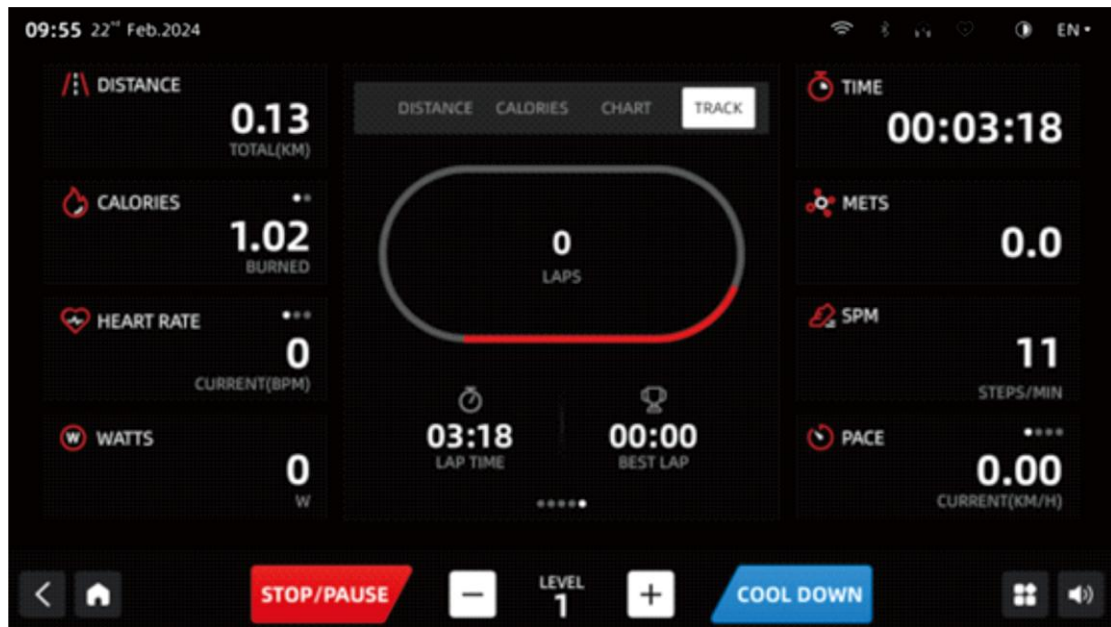 09:55 22nd Feb.2024
EN
DISTANCE
0.13
TOTAL(KM)
CALORIES
1.02
BURNED
HEART RATE
0
CURRENT(BPM)
W WATTS
0
W
DISTANCE CALORIES CHART TRACK
0
LAPS
03:18
LAP TIME
00:00
BEST LAP
TIME
00:03:18
METS
0.0
SPM
11
STEPS/MIN
PACE
0.00
CURRENT(KM/H)
STOP/PAUSE
LEVEL
1
COOL DOWN